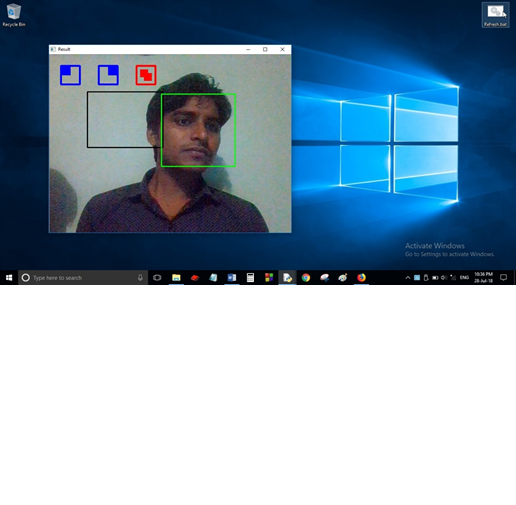 Recycle Bin
Refresh.bat
Result
Activate Windows
Go to Settings to activate Windows.
Type here to search
ENG
10:36 PM
28-Jul-18